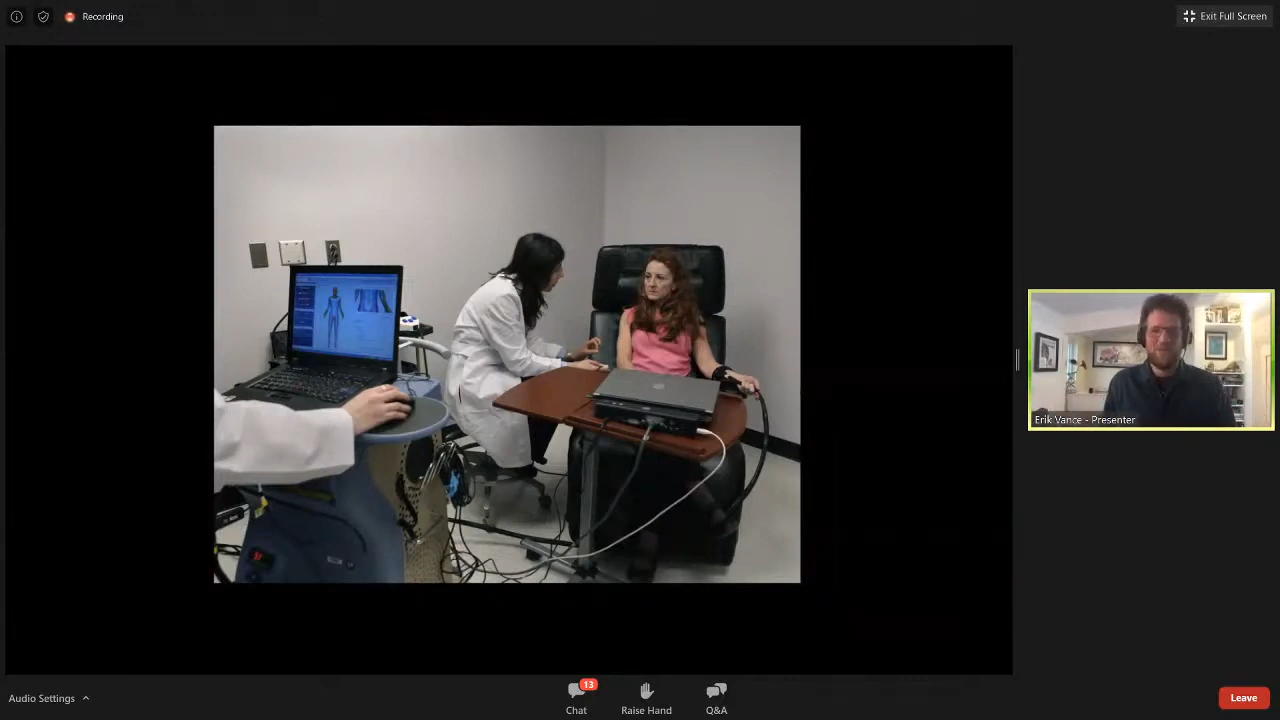 Recording
Exit Full Screen
Erik Vance - Presenter
Audio Settings
13
Chat
Raise Hand
Q&A
Leave